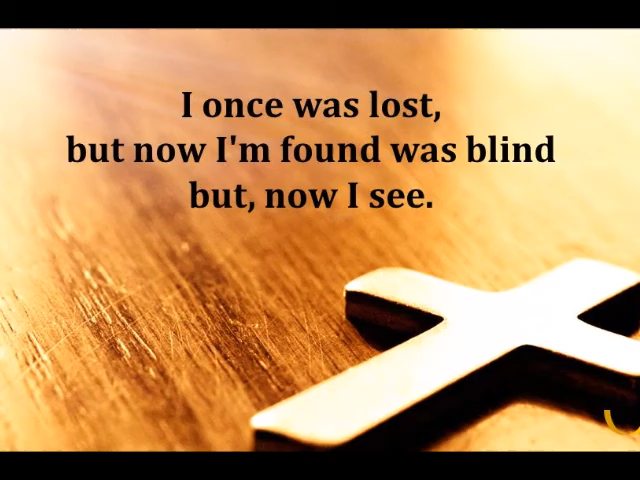 I once was lost,
but now I'm found was blind
but, now I see.